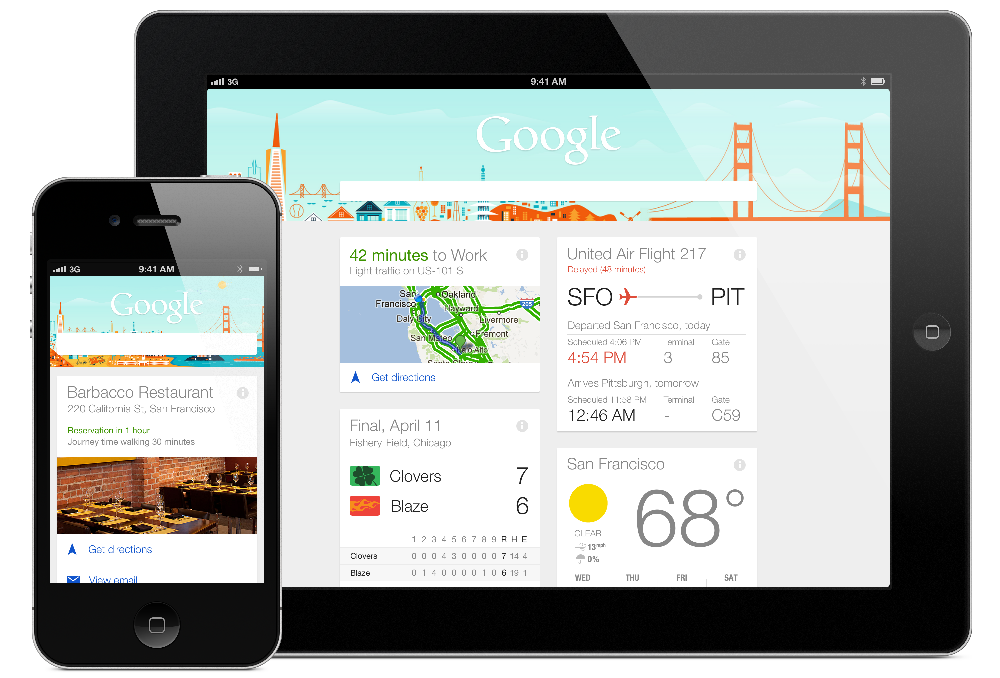 3G 9:41 AM
Google
42 minutes to Work
Light traffic on US-101 S
San
Francisco
Oakland
Hayward
205
Daly City
Livermore
San Mateo
Fremont
Palo Alto
Santa Clara
Get directions
Final, April 11
Fishery Field, Chicago
Clovers 7
Blaze 6
1 2 3 4 5 6 7 8 9 R H E
Clovers 0 0 0 4 3 0 0 0 0 7 14 4
Blaze 0 1 4 0 0 0 0 1 0 6 19 1
United Air Flight 217
Delayed (48 minutes)
SFO PIT
Departed San Francisco, today
Scheduled 4:06 PM Terminal Gate
4:54 PM 3 85
Arrives Pittsburgh, tomorrow
Scheduled 11:58 PM Terminal Gate
12:46 AM - C59
San Francisco
68°
CLEAR
13 mph
0%
WED THU FRI SAT
3G 9:41 AM
Google
Barbacco Restaurant
220 California St, San Francisco
Reservation in 1 hour
Journey time walking 30 minutes
Get directions
View email